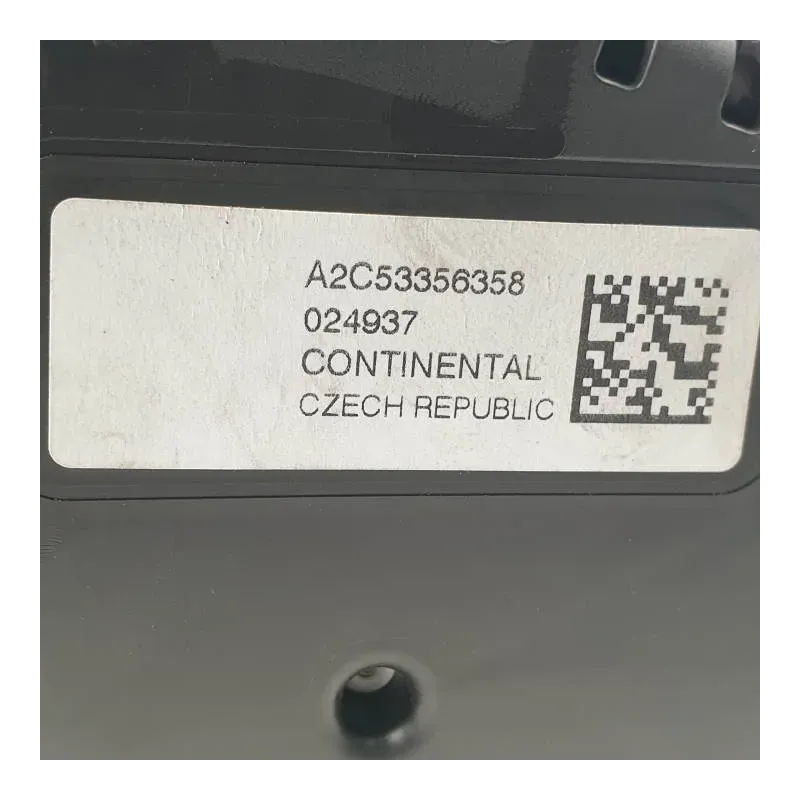 A2C53356358
024937
CONTINENTAL
CZECH REPUBLIC